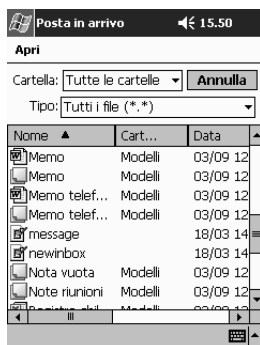 Posta in arrivo 15.50
Apri
Cartella: Tutte le cartelle Annulla
Tipo: Tutti i file (*.*)
Nome Cart... Data
Memo Modelli 03/09 12
Memo Modelli 03/09 12
Memo telef... Modelli 03/09 12
Memo telef... Modelli 03/09 12
message 18/03 14
newinbox 18/03 14
Nota vuota Modelli 03/09 12
Note riunioni Modelli 03/09 12